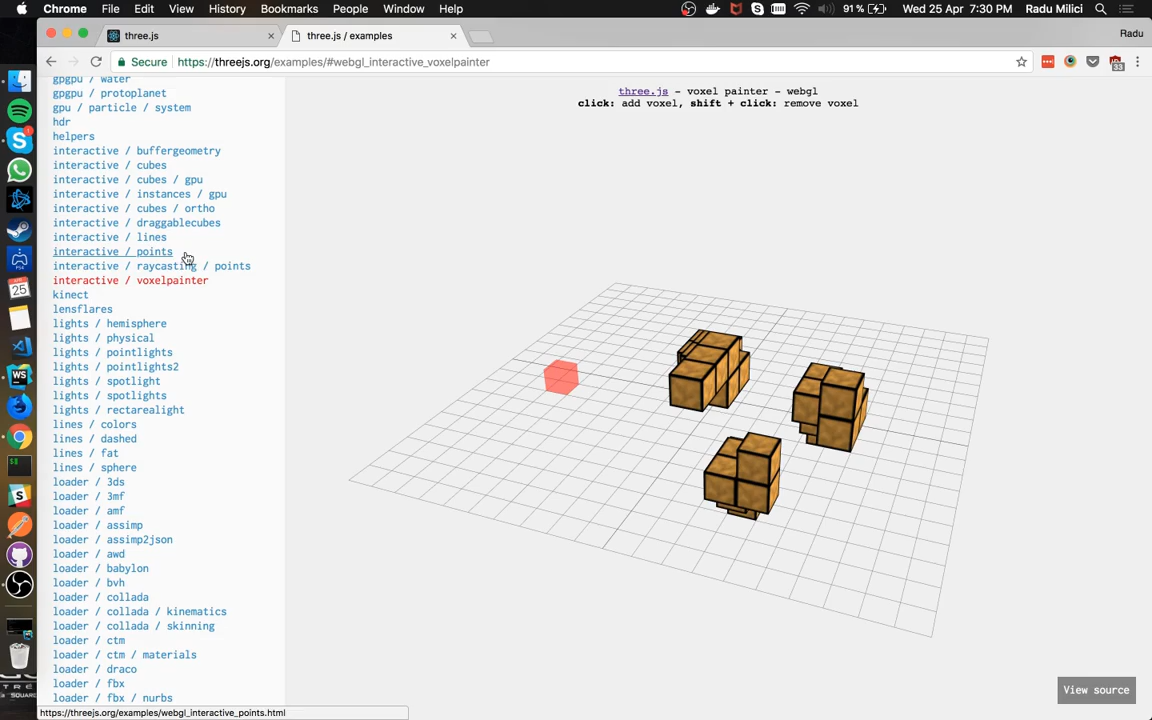 Chrome File Edit View History Bookmarks People Window Help 91% Wed 25 Apr 7:30 PM Radu Milici
three.js three.js / examples Radu
Secure https://threejs.org/examples/#webgl_interactive_voxelpainter 33
three.js - voxel painter - webgl
click: add voxel, shift + click: remove voxel
gpgpu / water
gpgpu / protoplanet
gpu / particle / system
hdr
helpers
interactive / buffergeometry
interactive / cubes
interactive / cubes / gpu
interactive / instances / gpu
interactive / cubes / ortho
interactive / draggablecubes
interactive / lines
interactive / points
interactive / raycasting / points
interactive / voxelpainter
kinect
lensflares
lights / hemisphere
lights / physical
lights / pointlights
lights / pointlights2
lights / spotlight
lights / spotlights
lights / rectarealight
lines / colors
lines / dashed
lines / fat
lines / sphere
loader / 3ds
loader / 3mf
loader / amf
loader / assimp
loader / assimp2json
loader / awd
loader / babylon
loader / bvh
loader / collada
loader / collada / kinematics
loader / collada / skinning
loader / ctm
loader / ctm / materials
loader / draco
loader / fbx
loader / fbx / nurbs
View source
https://threejs.org/examples/webgl_interactive_points.html
25
WS